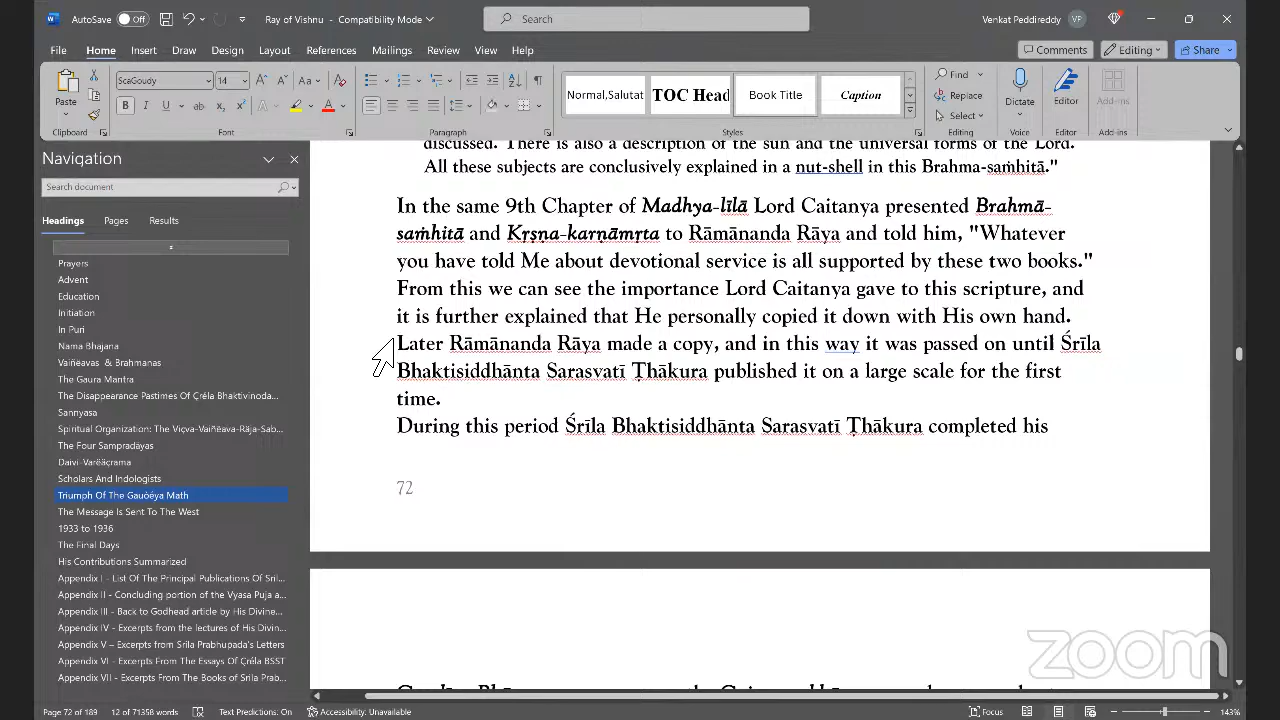 AutoSave Off Ray of Vishnu - Compatibility Mode Search Venkat Peddireddy VF
File Home Insert Draw Design Layout References Mailings Review View Help Comments Editing Share
ScaGoudy 14 Aa Normal,Salutat TOC Head Book Title Caption Find Replace Select
Paste B I U ab x₂ x² A A Dictate Editor Add-ins
Clipboard Font Paragraph Styles Editing Voice Editor Add-ins
Navigation
Search document
Headings Pages Results
Prayers
Advent
Education
Initiation
In Puri
Nama Bhajana
Vaiñëavas & Brahmanas
The Gaura Mantra
The Disappearance Pastimes Of Çréla Bhaktivinoda...
Sannyasa
Spiritual Organization: The Viçva-Vaiñëava-Räja-Sab...
The Four Sampradäyas
Daivi-Varëäçrama
Scholars And Indologists
Triumph Of The Gauòéya Math
The Message Is Sent To The West
1933 to 1936
The Final Days
His Contributions Summarized
Appendix I - List Of The Principal Publications Of Sril...
Appendix II - Concluding portion of the Vyasa Puja a...
Appendix III - Back to Godhead article by His Divine...
Appendix IV - Excerpts from the lectures of His Divin...
Appendix V – Excerpts from Srila Prabhupada's Letters
Appendix VI - Excerpts From The Essays Of Çréla BSST
Appendix VII - Excerpts From The Books of Srila Prab...
discussed. There is also a description of the sun and the universal forms of the Lord.
All these subjects are conclusively explained in a nut-shell in this Brahma-saṁhitā."
In the same 9th Chapter of Madhya-līlā Lord Caitanya presented Brahmā-
saṁhitā and Kṛṣṇa-karṇāmṛta to Rāmānanda Rāya and told him, "Whatever
you have told Me about devotional service is all supported by these two books."
From this we can see the importance Lord Caitanya gave to this scripture, and
it is further explained that He personally copied it down with His own hand.
Later Rāmānanda Rāya made a copy, and in this way it was passed on until Śrīla
Bhaktisiddhānta Sarasvatī Ṭhākura published it on a large scale for the first
time.
During this period Śrīla Bhaktisiddhānta Sarasvatī Ṭhākura completed his
72
zoom
Page 72 of 189 12 of 71358 words Text Predictions: On Accessibility: Unavailable Focus 143%